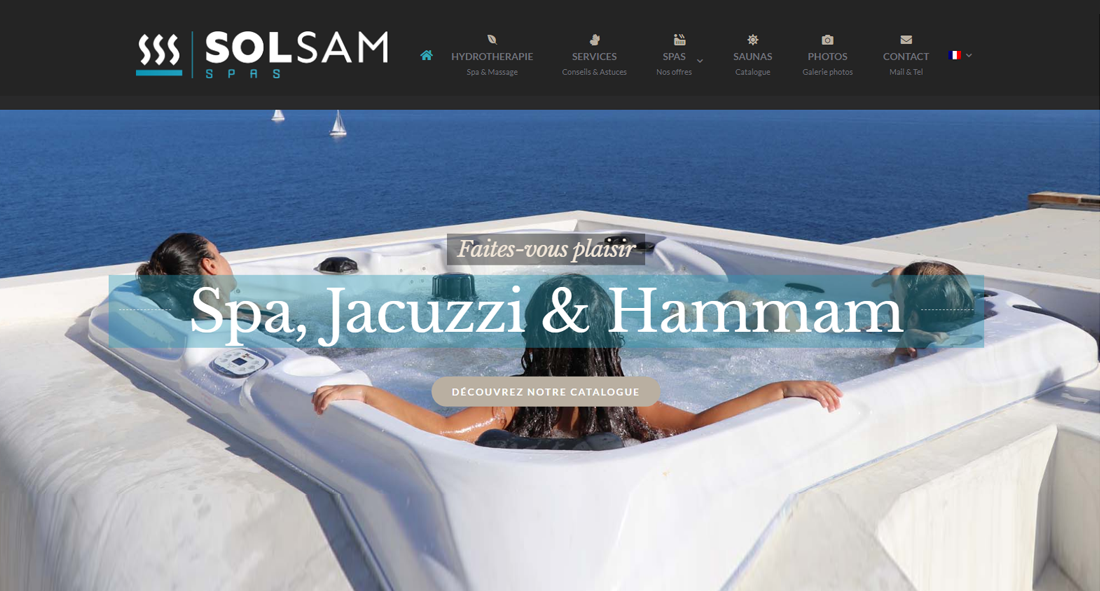 SOLSAM
SPAS
HYDROTHERAPIE
Spa & Massage
SERVICES
Conseils & Astuces
SPAS
Nos offres
SAUNAS
Catalogue
PHOTOS
Galerie photos
CONTACT
Mail & Tel
Faites-vous plaisir
Spa, Jacuzzi & Hammam
DÉCOUVREZ NOTRE CATALOGUE